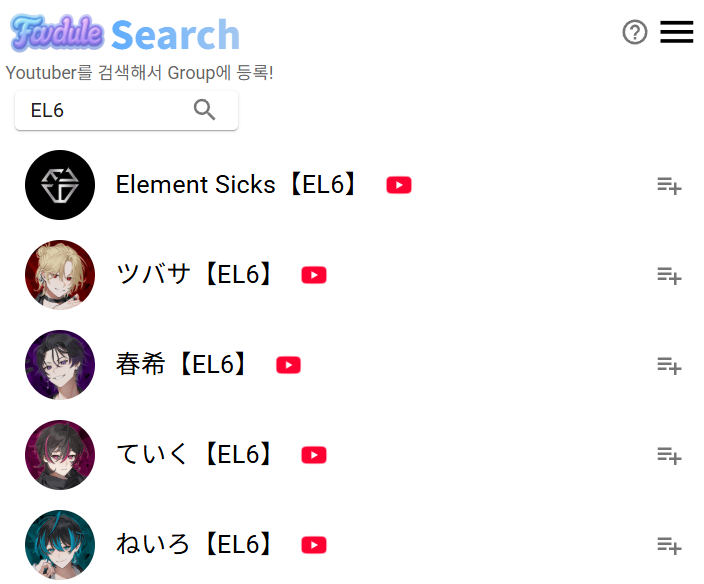 Favdule Search
Youtuber를 검색해서 Group에 등록!
EL6
Element Sicks【EL6】
ツバサ【EL6】
春希【EL6】
ていく【EL6】
ねいろ【EL6】